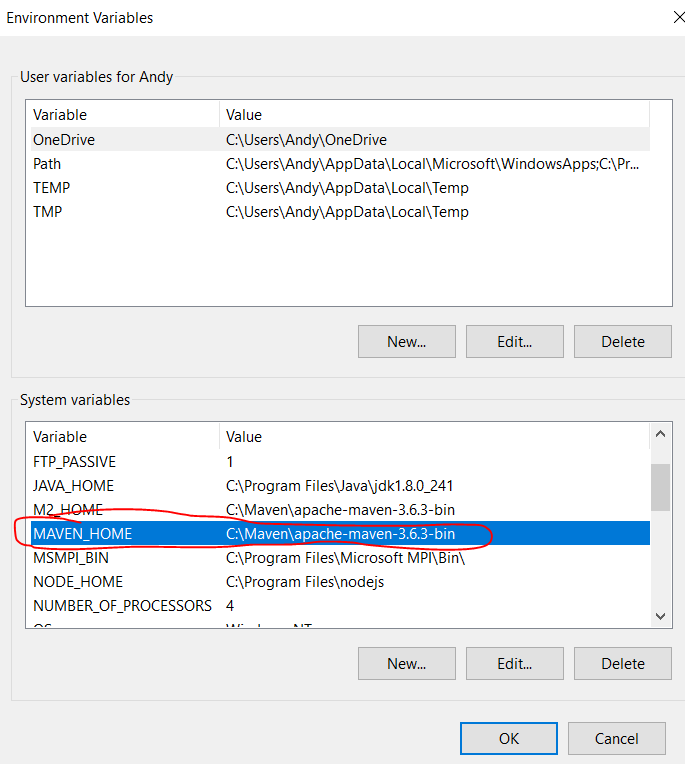 Environment Variables
User variables for Andy
Variable Value
OneDrive C:\Users\Andy\OneDrive
Path C:\Users\Andy\AppData\Local\Microsoft\WindowsApps;C:\Pr...
TEMP C:\Users\Andy\AppData\Local\Temp
TMP C:\Users\Andy\AppData\Local\Temp
New... Edit... Delete
System variables
Variable Value
FTP_PASSIVE 1
JAVA_HOME C:\Program Files\Java\jdk1.8.0_241
M2_HOME C:\Maven\apache-maven-3.6.3-bin
MAVEN_HOME C:\Maven\apache-maven-3.6.3-bin
MSMPI_BIN C:\Program Files\Microsoft MPI\Bin\
NODE_HOME C:\Program Files\nodejs
NUMBER_OF_PROCESSORS 4
OS Windows_NT
New... Edit... Delete
OK Cancel